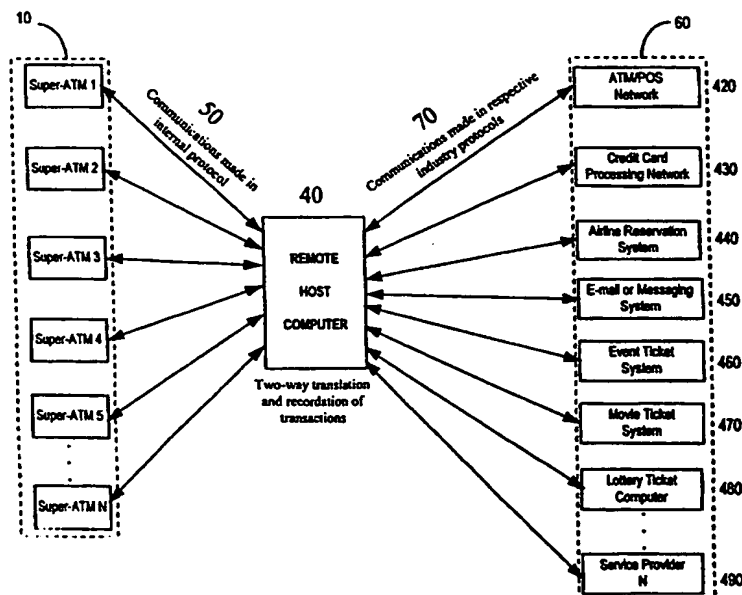 10
Super-ATM 1
Super-ATM 2
Super-ATM 3
Super-ATM 4
Super-ATM 5
Super-ATM N
50
Communications made in
internal protocol
40
REMOTE
HOST
COMPUTER
Two-way translation
and recordation of
transactions
70
Communications made in respective
industry protocols
60
ATM/POS
Network
420
Credit Card
Processing Network
430
Airline Reservation
System
440
E-mail or Messaging
System
450
Event Ticket
System
460
Movie Ticket
System
470
Lottery Ticket
Computer
480
Service Provider
N
490